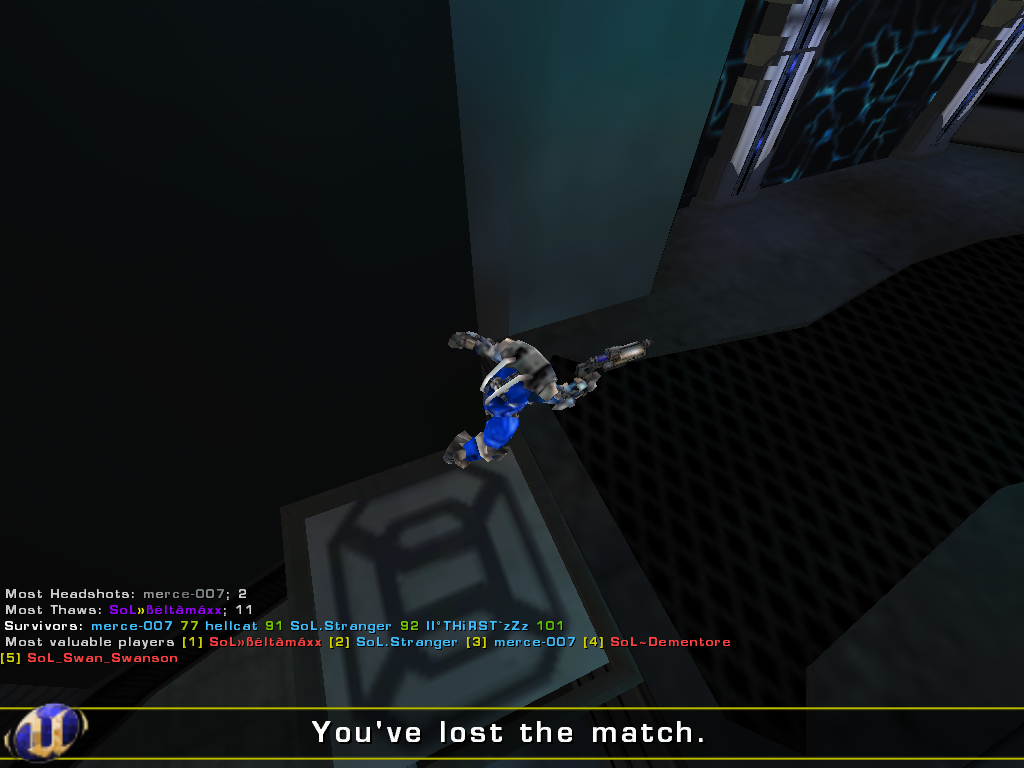 Most Headshots: merce-007; 2
Most Thaws: SoL»ßéltâmáxx; 11
Survivors: merce-007 77 hellcat 91 SoL.Stranger 92 ll°THiRST`zZz 101
Most valuable players [1] SoL»ßéltâmáxx [2] SoL.Stranger [3] merce-007 [4] SoL~Dementore
[5] SoL_Swan_Swanson
You've lost the match.